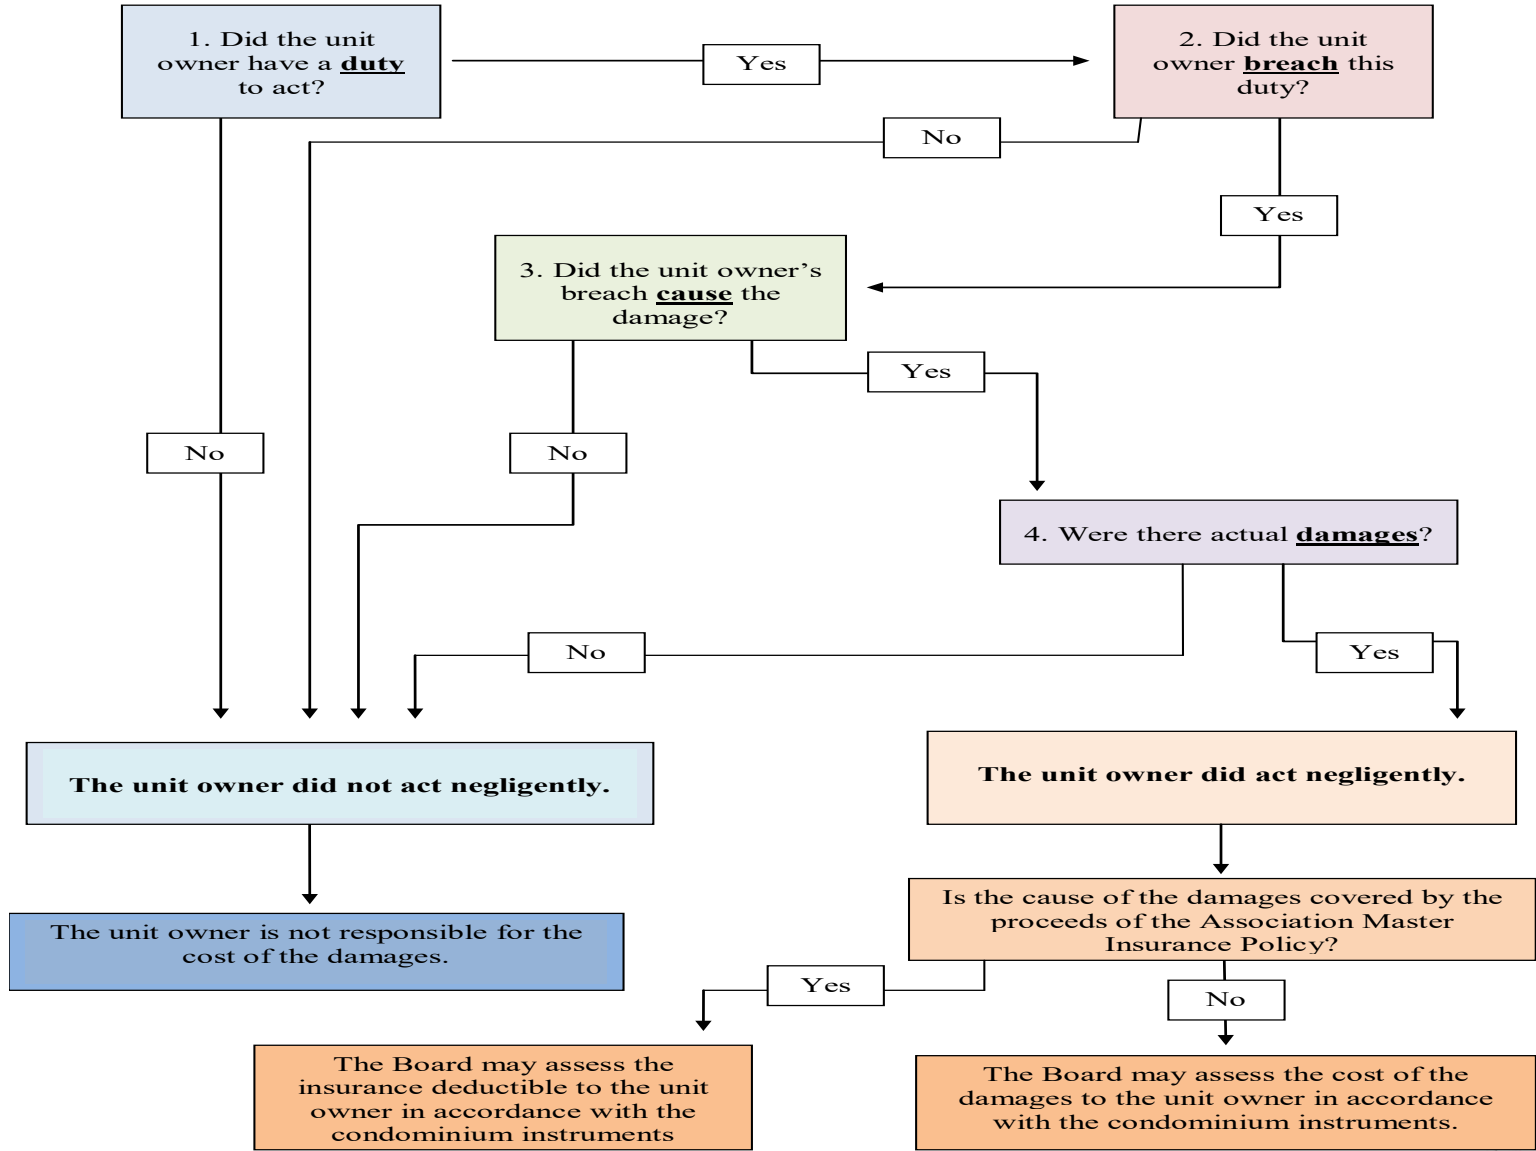 1. Did the unit
owner have a duty
to act?
Yes
2. Did the unit
owner breach this
duty?
No
Yes
3. Did the unit owner’s
breach cause the
damage?
Yes
No
No
4. Were there actual damages?
No
Yes
The unit owner did not act negligently.
The unit owner did act negligently.
The unit owner is not responsible for the
cost of the damages.
Is the cause of the damages covered by the
proceeds of the Association Master
Insurance Policy?
Yes
No
The Board may assess the
insurance deductible to the unit
owner in accordance with the
condominium instruments
The Board may assess the cost of the
damages to the unit owner in accordance
with the condominium instruments.